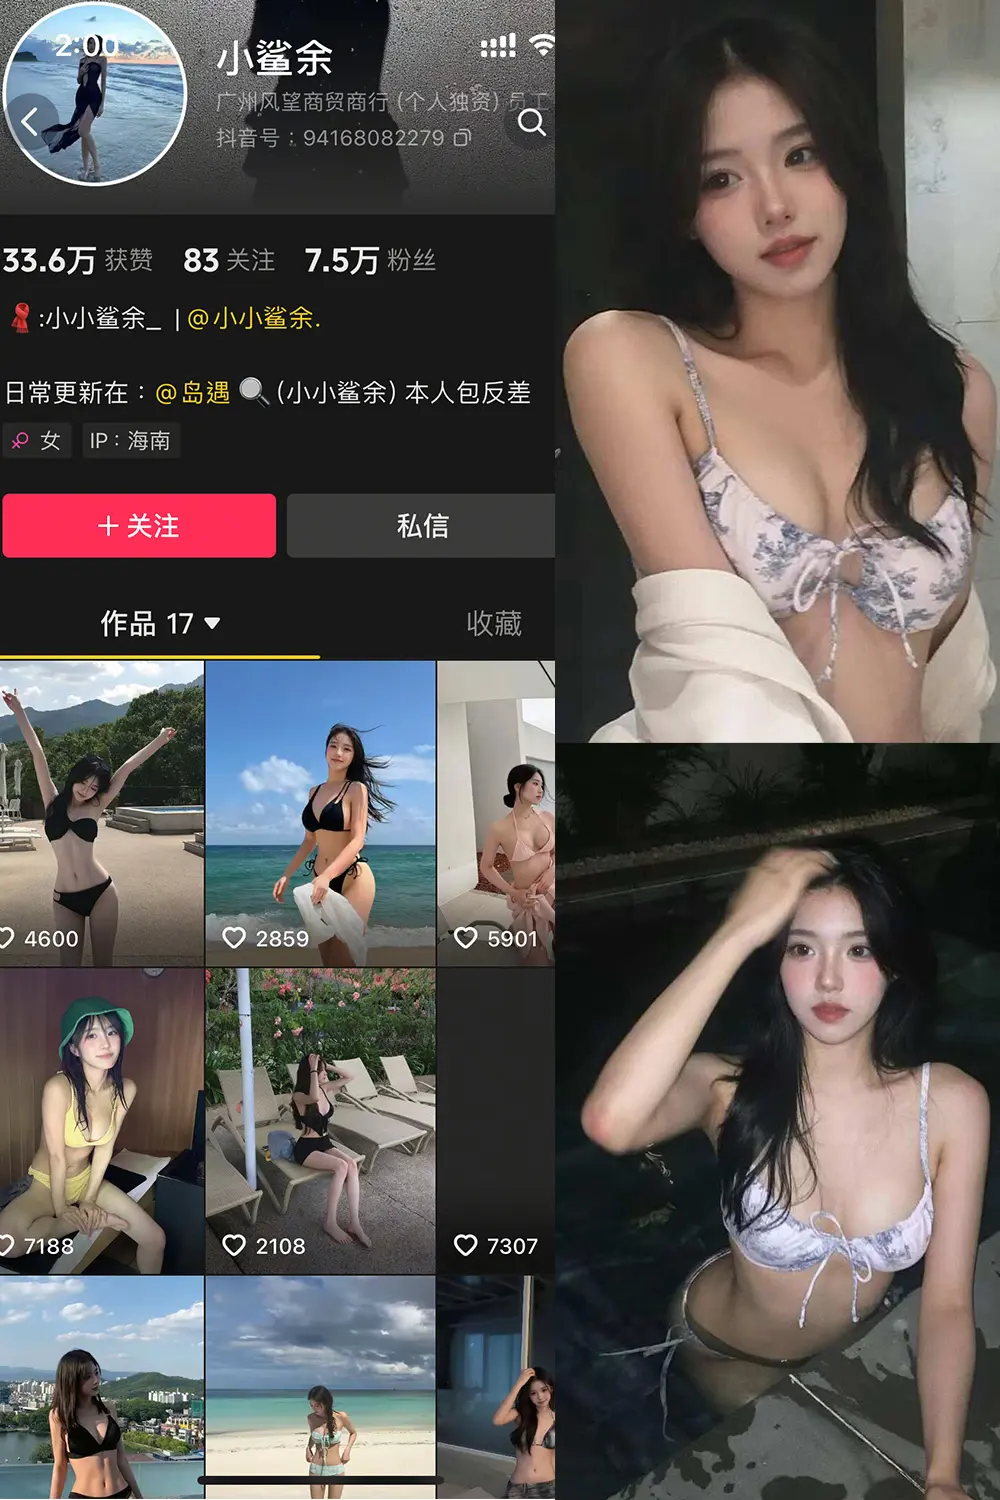 2:00
小鲨余
广州风望商贸商行 (个人独资) 员工
抖音号：94168082279
33.6万 获赞 83 关注 7.5万 粉丝
:小小鲨余_ | @小小鲨余.
日常更新在：@岛遇 (小小鲨余) 本人包反差
女 IP：海南
+ 关注 私信
作品 17 收藏
4600 2859 5901
7188 2108 7307